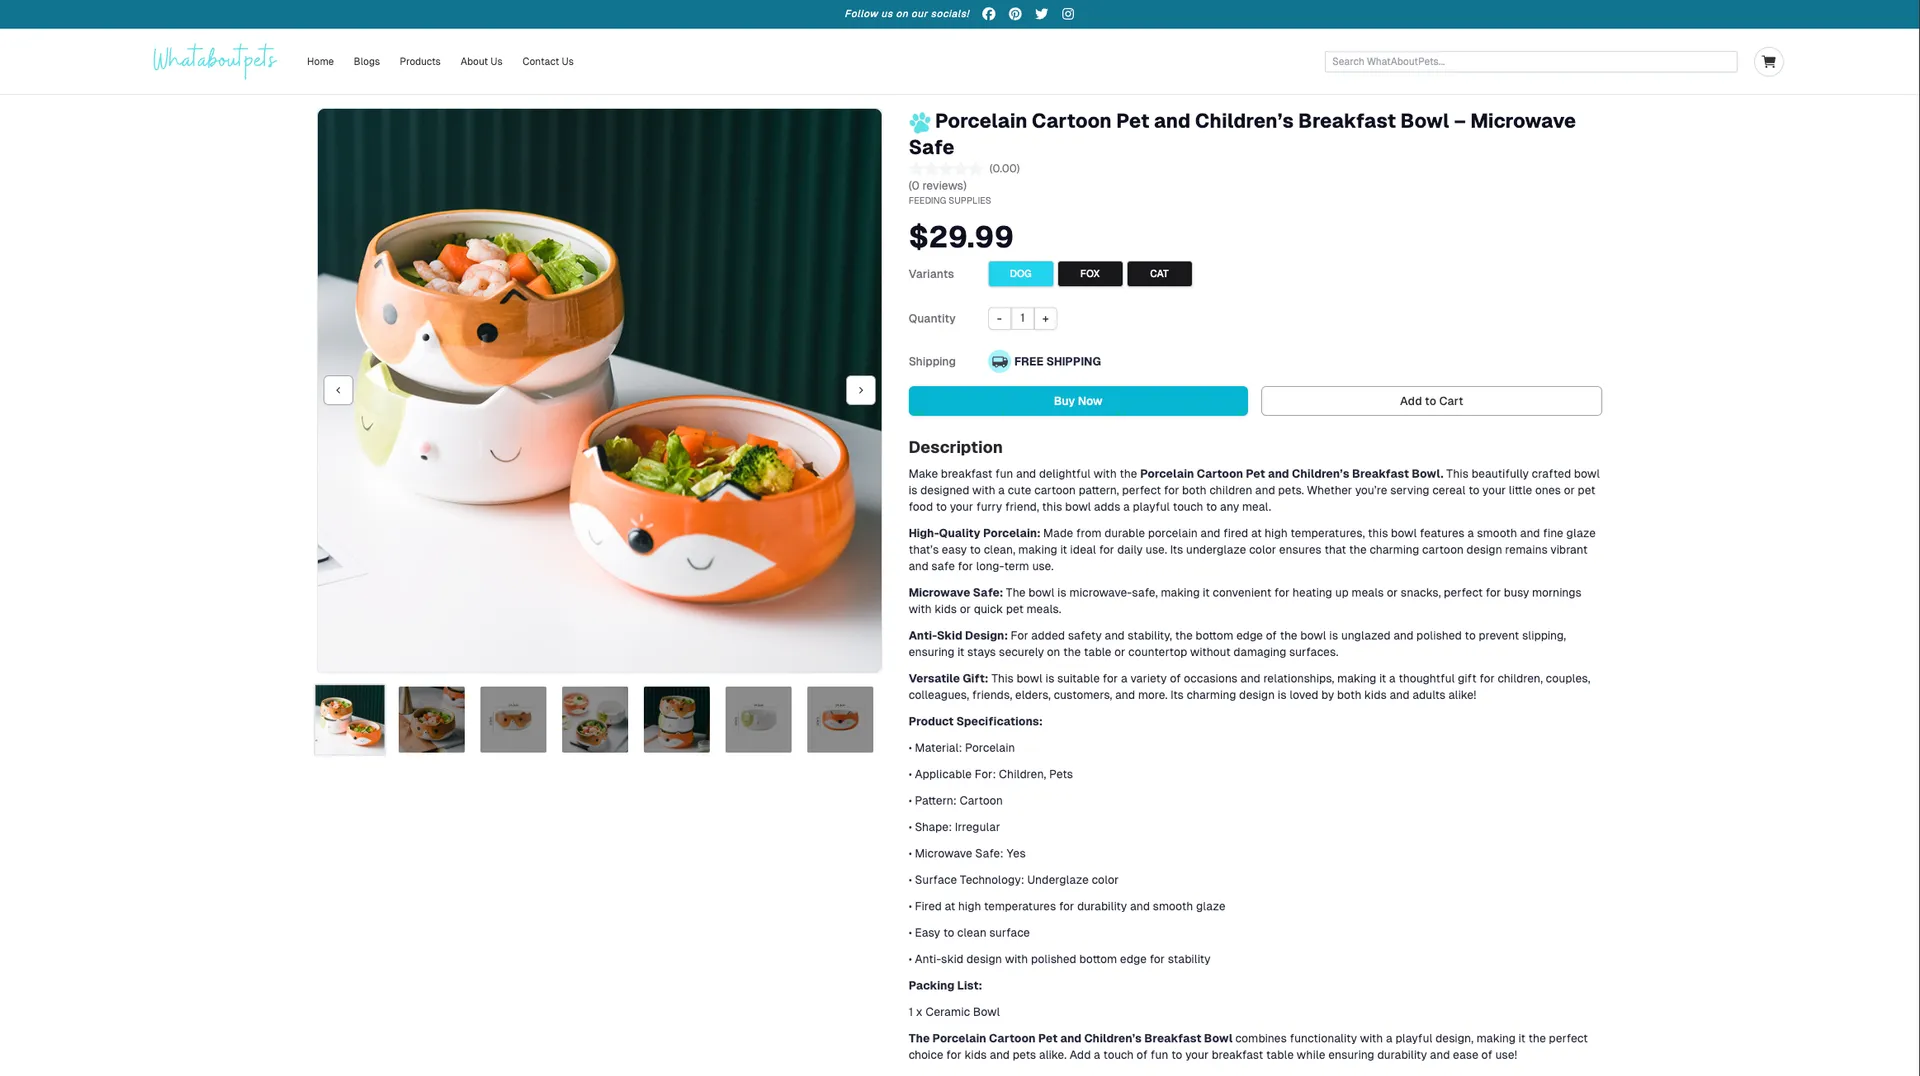 Follow us on our socials!
Whataboutpets
Home
Blogs
Products
About Us
Contact Us
Search WhatAboutPets...
Porcelain Cartoon Pet and Children’s Breakfast Bowl – Microwave
Safe
(0.00)
(0 reviews)
FEEDING SUPPLIES
$29.99
Variants
DOG
FOX
CAT
Quantity
-
1
+
Shipping
FREE SHIPPING
Buy Now
Add to Cart
Description
Make breakfast fun and delightful with the Porcelain Cartoon Pet and Children’s Breakfast Bowl. This beautifully crafted bowl
is designed with a cute cartoon pattern, perfect for both children and pets. Whether you’re serving cereal to your little ones or pet
food to your furry friend, this bowl adds a playful touch to any meal.
High-Quality Porcelain: Made from durable porcelain and fired at high temperatures, this bowl features a smooth and fine glaze
that’s easy to clean, making it ideal for daily use. Its underglaze color ensures that the charming cartoon design remains vibrant
and safe for long-term use.
Microwave Safe: The bowl is microwave-safe, making it convenient for heating up meals or snacks, perfect for busy mornings
with kids or quick pet meals.
Anti-Skid Design: For added safety and stability, the bottom edge of the bowl is unglazed and polished to prevent slipping,
ensuring it stays securely on the table or countertop without damaging surfaces.
Versatile Gift: This bowl is suitable for a variety of occasions and relationships, making it a thoughtful gift for children, couples,
colleagues, friends, elders, customers, and more. Its charming design is loved by both kids and adults alike!
Product Specifications:
• Material: Porcelain
• Applicable For: Children, Pets
• Pattern: Cartoon
• Shape: Irregular
• Microwave Safe: Yes
• Surface Technology: Underglaze color
• Fired at high temperatures for durability and smooth glaze
• Easy to clean surface
• Anti-skid design with polished bottom edge for stability
Packing List:
1 x Ceramic Bowl
The Porcelain Cartoon Pet and Children’s Breakfast Bowl combines functionality with a playful design, making it the perfect
choice for kids and pets alike. Add a touch of fun to your breakfast table while ensuring durability and ease of use!